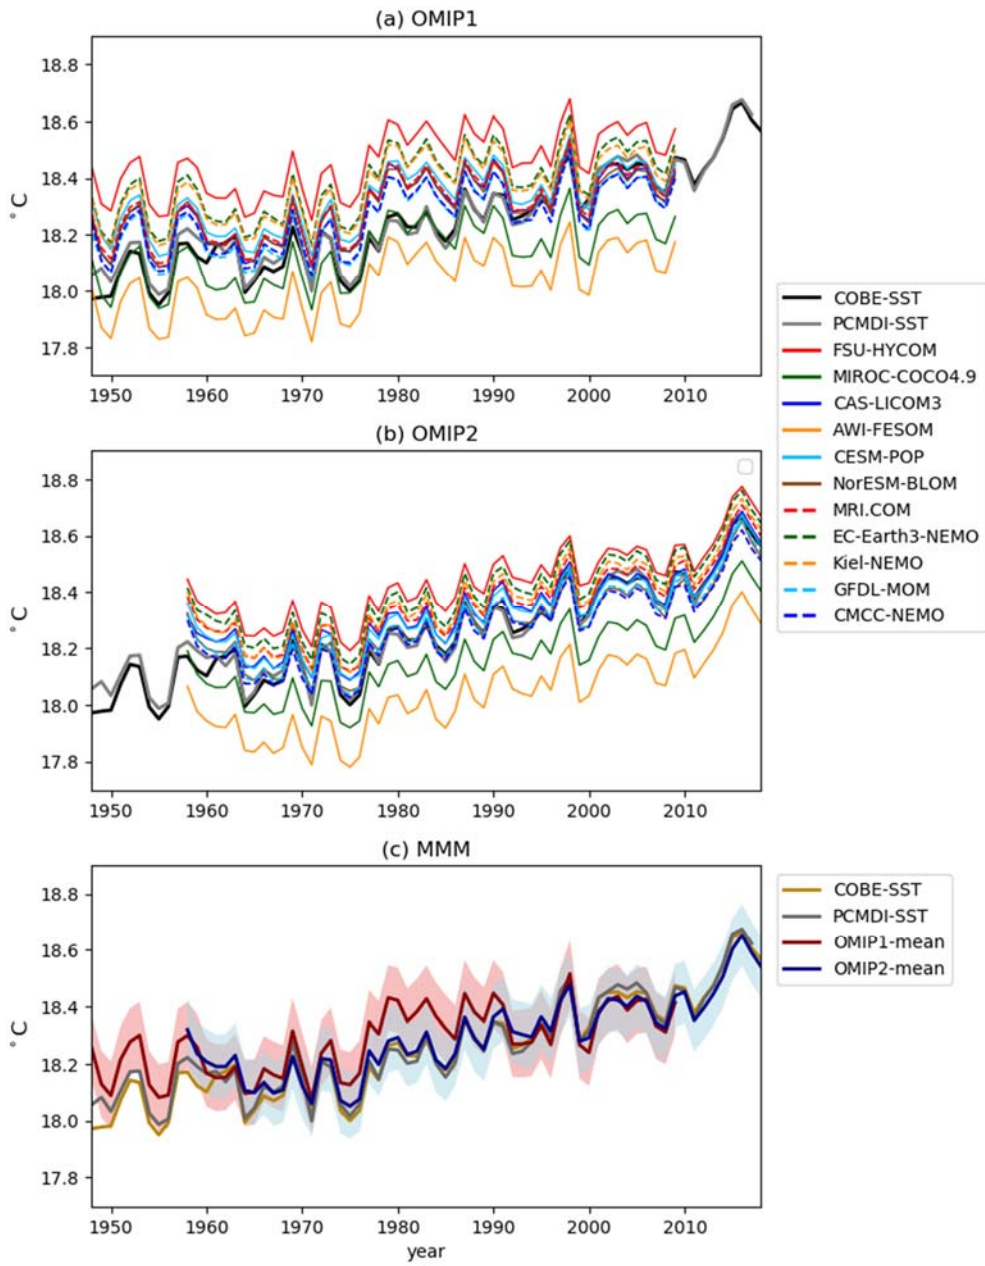 (a) OMIP1
18.8
18.6
18.4
18.2
18.0
17.8
°C
1950 1960 1970 1980 1990 2000 2010
COBE-SST
PCMDI-SST
FSU-HYCOM
MIROC-COCO4.9
CAS-LICOM3
AWI-FESOM
CESM-POP
NorESM-BLOM
MRI.COM
EC-Earth3-NEMO
Kiel-NEMO
GFDL-MOM
CMCC-NEMO
(b) OMIP2
18.8
18.6
18.4
18.2
18.0
17.8
°C
1950 1960 1970 1980 1990 2000 2010
(c) MMM
18.8
18.6
18.4
18.2
18.0
17.8
°C
1950 1960 1970 1980 1990 2000 2010
year
COBE-SST
PCMDI-SST
OMIP1-mean
OMIP2-mean